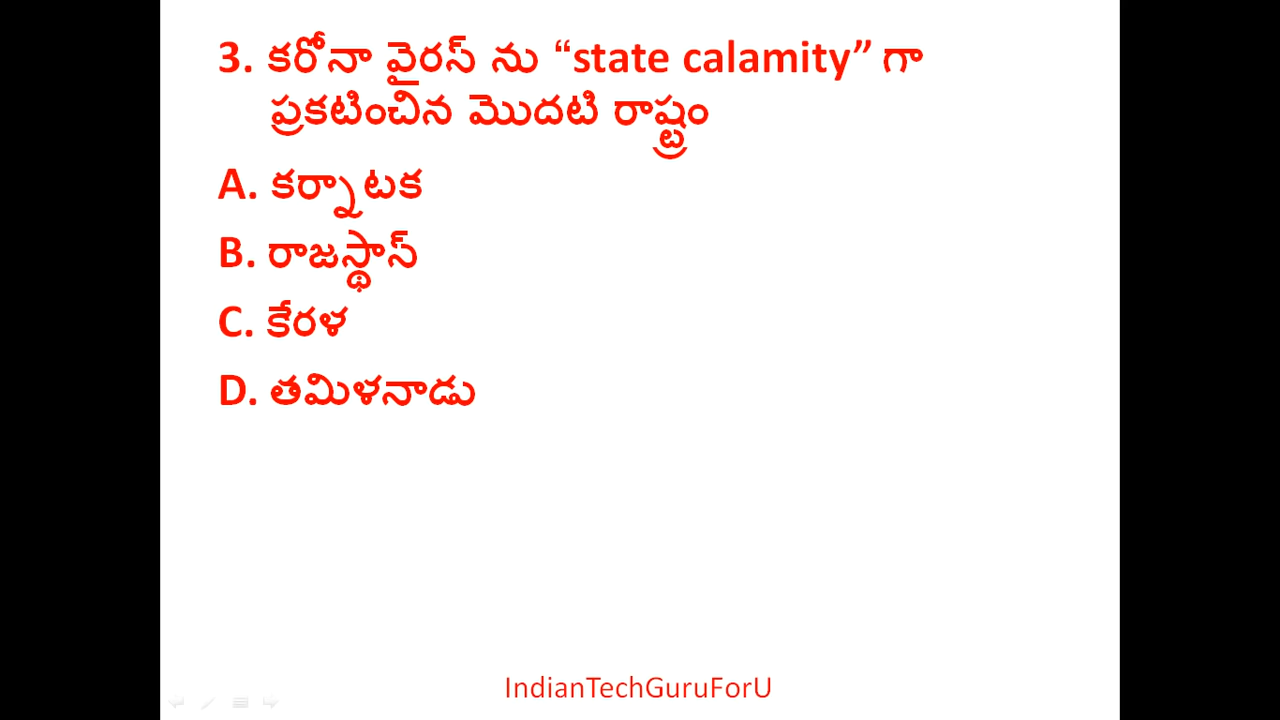 3. కరోనా వైరస్ ను “state calamity” గా
ప్రకటించిన మొదటి రాష్ట్రం
A. కర్నాటక
B. రాజస్థాన్
C. కేరళ
D. తమిళనాడు
IndianTechGuruForU